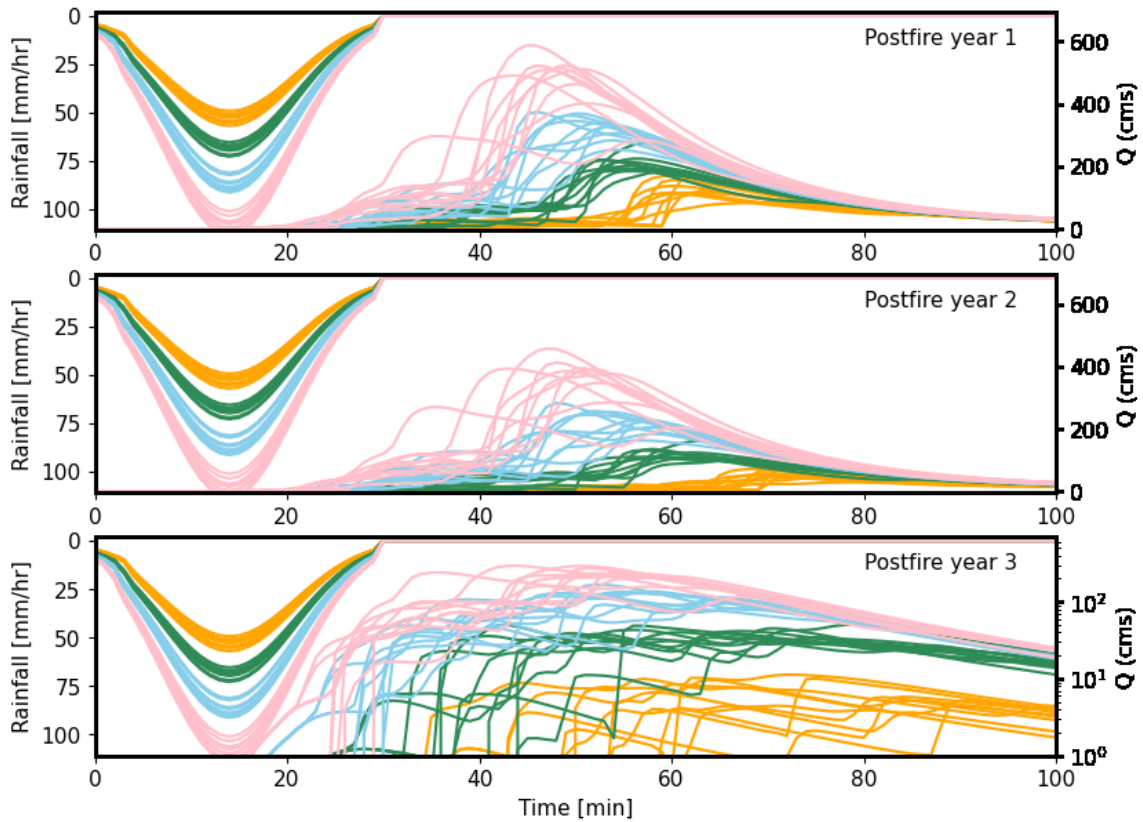 Postfire year 1
Rainfall [mm/hr]
0
25
50
75
100
600
400
200
0
Q (cms)
0 20 40 60 80 100
Postfire year 2
Rainfall [mm/hr]
0
25
50
75
100
600
400
200
0
Q (cms)
0 20 40 60 80 100
Postfire year 3
Rainfall [mm/hr]
0
25
50
75
100
10²
10¹
10⁰
Q (cms)
0 20 40 60 80 100
Time [min]